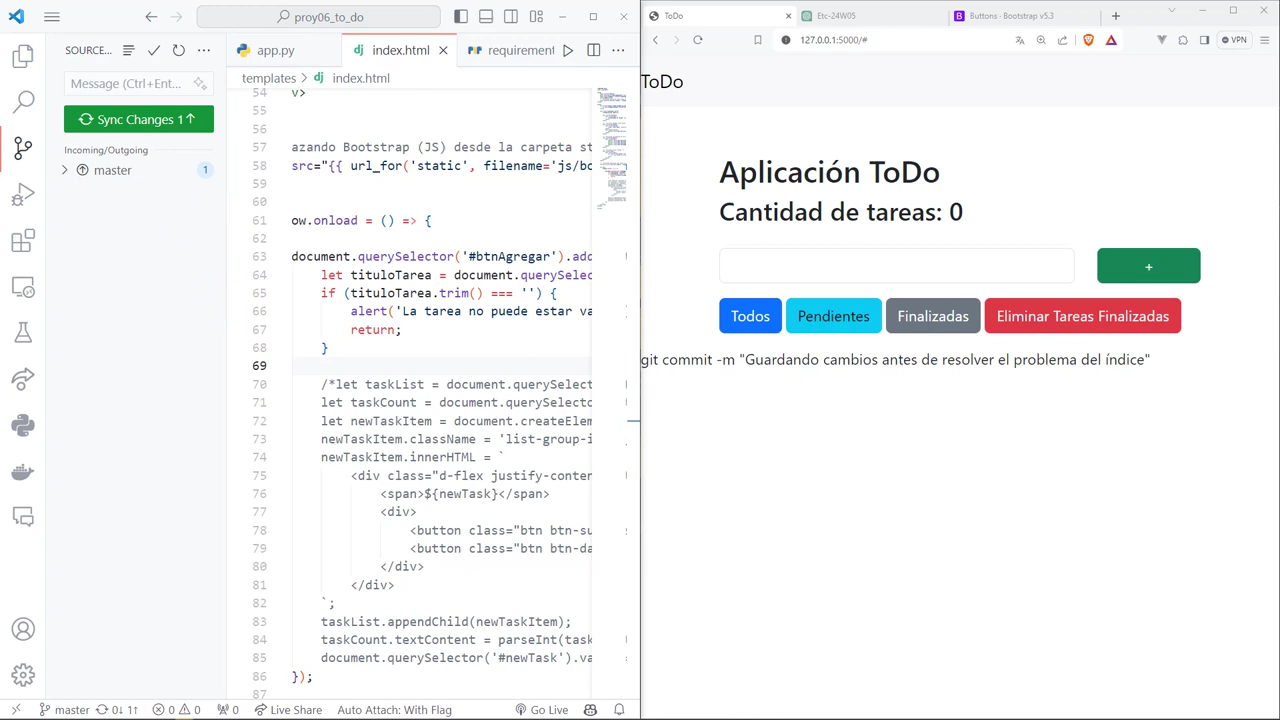 proy06_to_do
SOURCE...
Message (Ctrl+Ent...
Sync Changes 1↑
Incoming/Outgoing
master
1
app.py
index.html
requirement
templates > index.html
54 v>
55
56
57 azando Bootstrap (JS) desde la carpeta st
58 src="{{ url_for('static', filename='js/bo
59
60
61 ow.onload = () => {
62
63 document.querySelector('#btnAgregar').add
64 let tituloTarea = document.querySelec
65 if (tituloTarea.trim() === '') {
66 alert('La tarea no puede estar va
67 return;
68 }
69
70 /*let taskList = document.querySelect
71 let taskCount = document.querySelecto
72 let newTaskItem = document.createElem
73 newTaskItem.className = 'list-group-i
74 newTaskItem.innerHTML = `
75 <div class="d-flex justify-conten
76 <span>${newTask}</span>
77 <div>
78 <button class="btn btn-su
79 <button class="btn btn-da
80 </div>
81 </div>
82 `;
83 taskList.appendChild(newTaskItem);
84 taskCount.textContent = parseInt(task
85 document.querySelector('#newTask').va
86 });
87
master 0↓ 1↑ 0 0 0 Live Share Auto Attach: With Flag Go Live
ToDo
Etc-24W05
Buttons · Bootstrap v5.3
127.0.0.1:5000/#
VPN
ToDo
Aplicación ToDo
Cantidad de tareas: 0
+
Todos
Pendientes
Finalizadas
Eliminar Tareas Finalizadas
git commit -m "Guardando cambios antes de resolver el problema del índice"